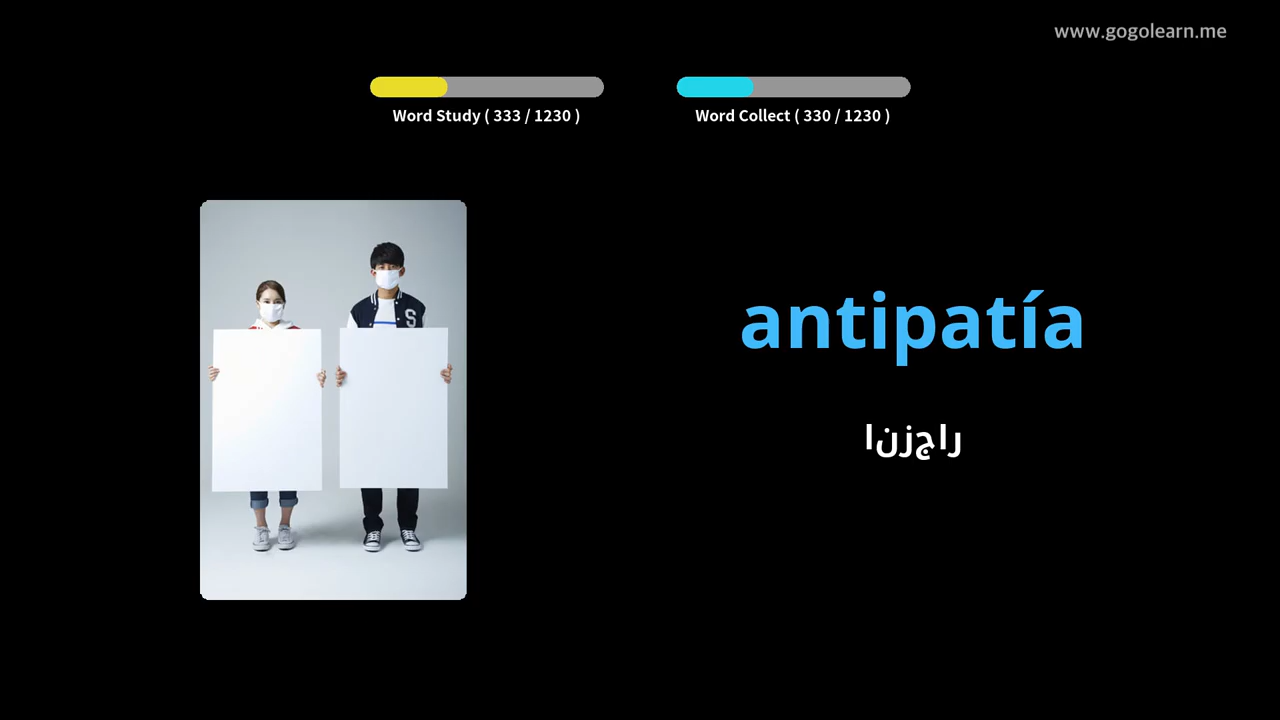 www.gogolearn.me
Word Study ( 333 / 1230 )
Word Collect ( 330 / 1230 )
S
antipatía
انزجار